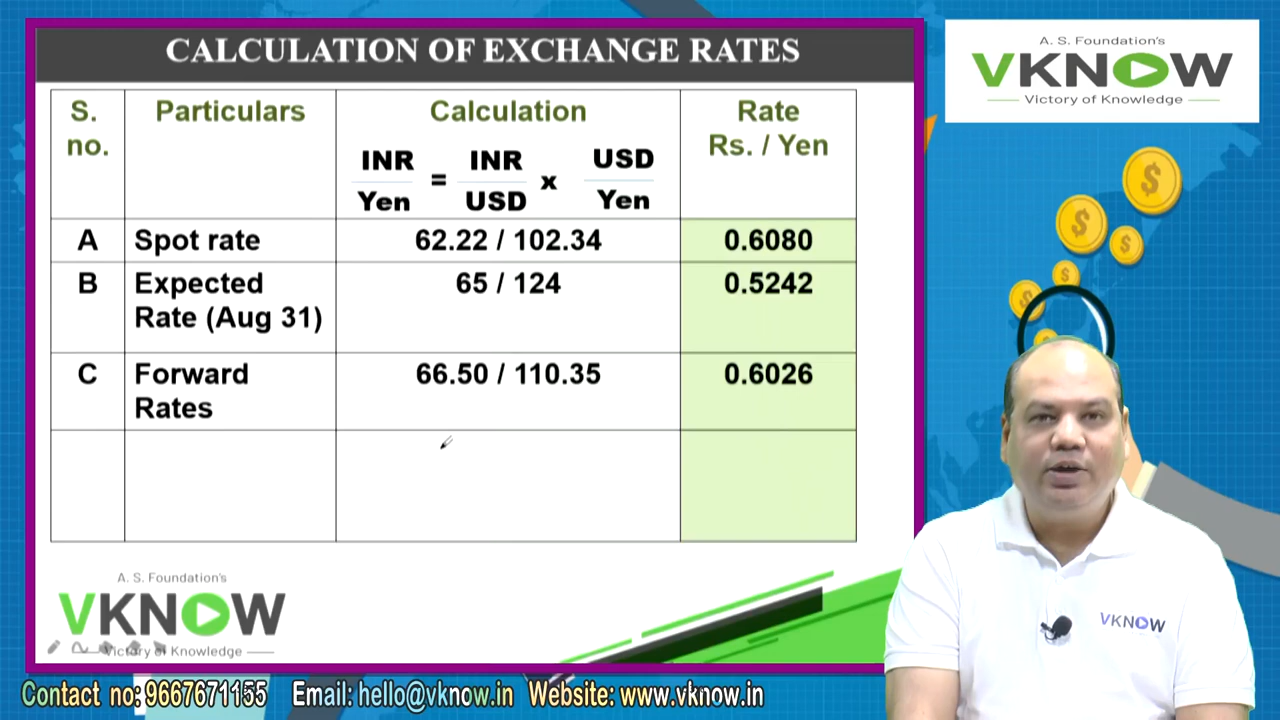 CALCULATION OF EXCHANGE RATES
A. S. Foundation's
VKNOW
Victory of Knowledge
S. no.
Particulars
Calculation
INR / Yen = INR / USD x USD / Yen
Rate
Rs. / Yen
A
Spot rate
62.22 / 102.34
0.6080
B
Expected
Rate (Aug 31)
65 / 124
0.5242
C
Forward
Rates
66.50 / 110.35
0.6026
A. S. Foundation's
VKNOW
Victory of Knowledge
VKNOW
Contact no: 9667671155 Email: hello@vknow.in Website: www.vknow.in